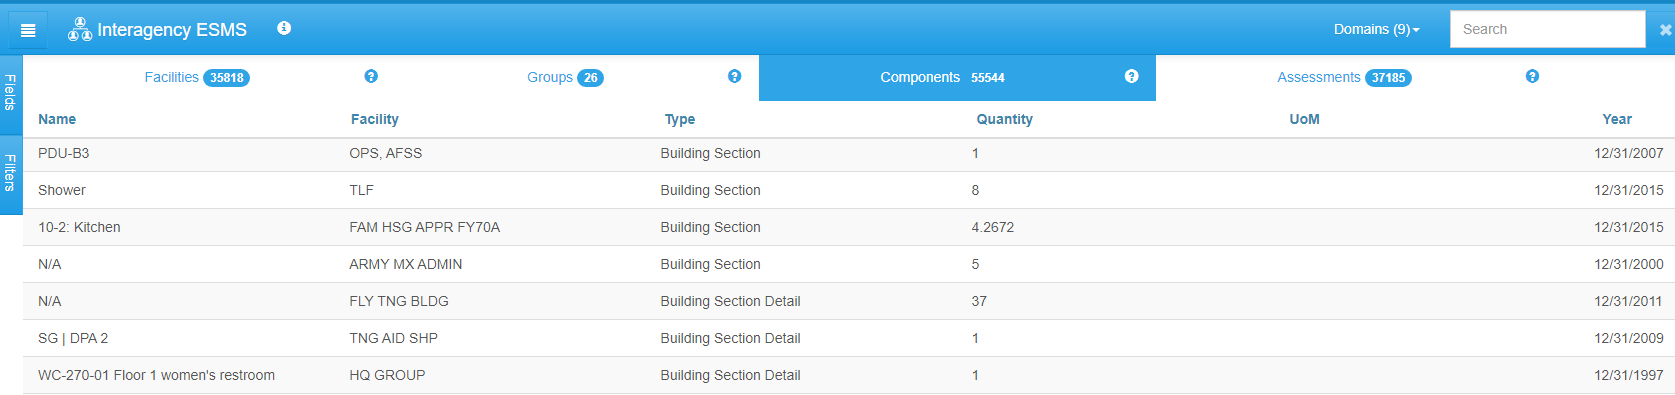 Interagency ESMS Domains (9) Search
Facilities 35818 Groups 26 Components 55544 Assessments 37185
Fields
Filters
Name Facility Type Quantity UoM Year
PDU-B3 OPS, AFSS Building Section 1 12/31/2007
Shower TLF Building Section 8 12/31/2015
10-2: Kitchen FAM HSG APPR FY70A Building Section 4.2672 12/31/2015
N/A ARMY MX ADMIN Building Section 5 12/31/2000
N/A FLY TNG BLDG Building Section Detail 37 12/31/2011
SG | DPA 2 TNG AID SHP Building Section Detail 1 12/31/2009
WC-270-01 Floor 1 women's restroom HQ GROUP Building Section Detail 1 12/31/1997